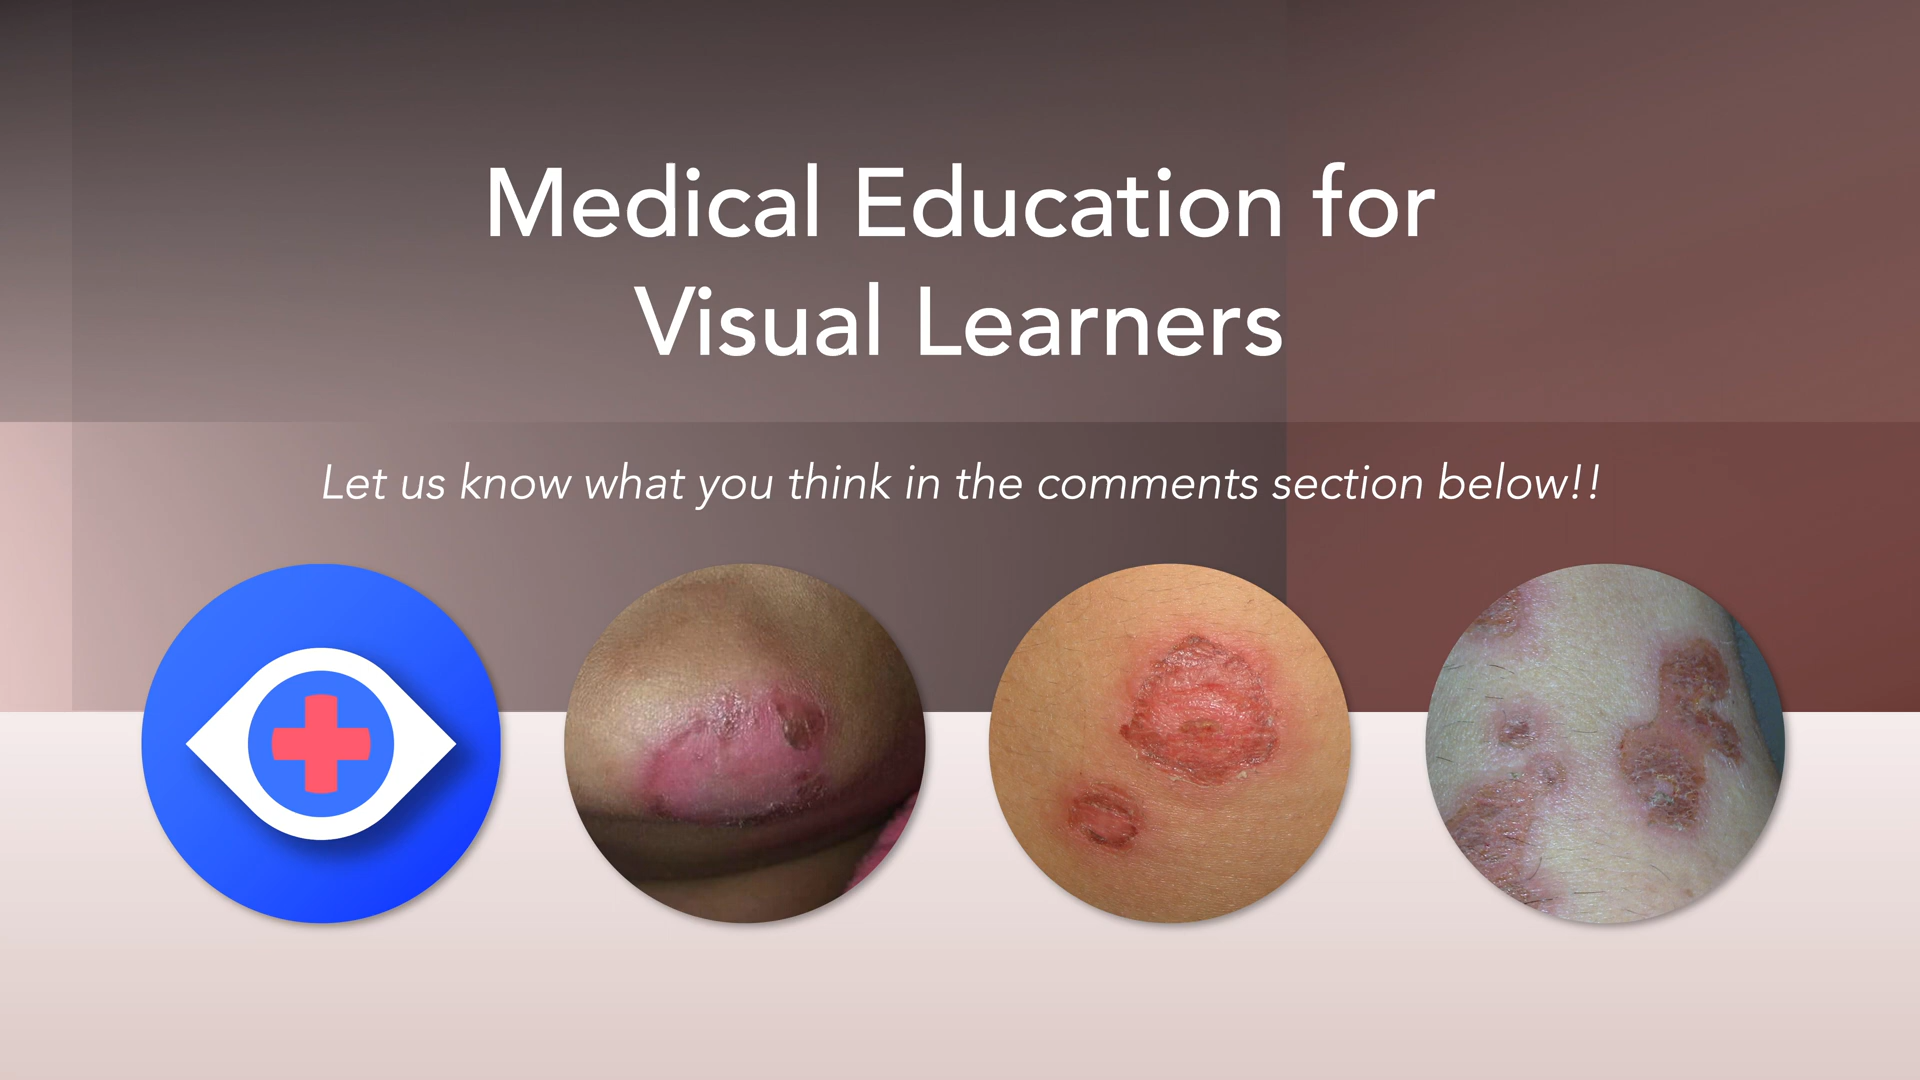 Medical Education for
Visual Learners
Let us know what you think in the comments section below!!